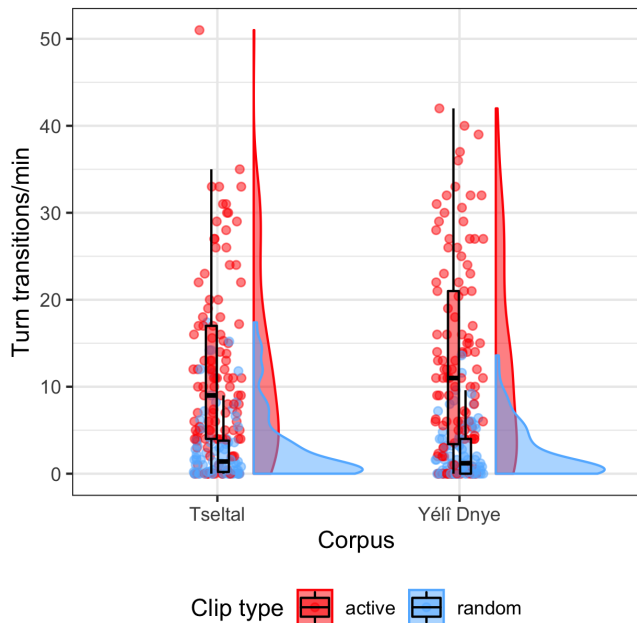 50
40
30
20
10
0
Turn transitions/min
Tseltal Yélî Dnye
Corpus
Clip type active random